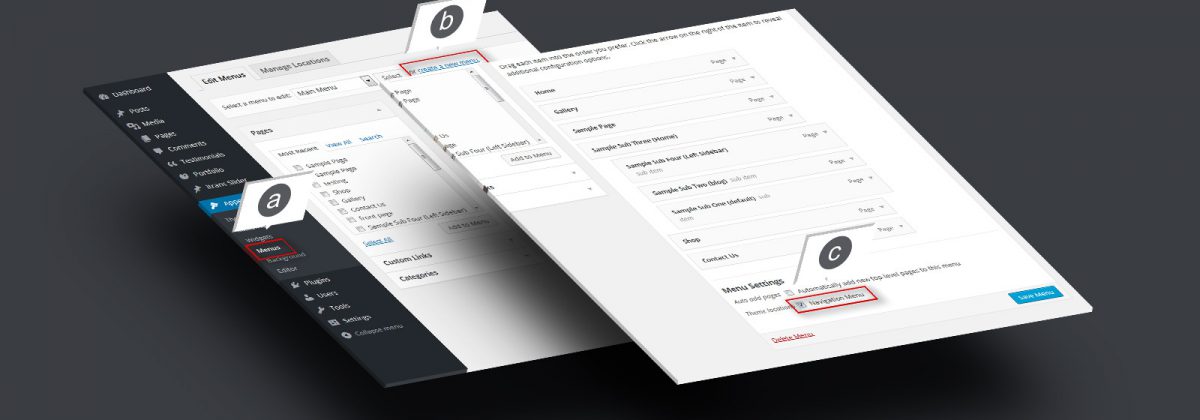 Dashboard
Posts
Media
Pages
Comments
Testimonials
Portfolio
Itrans Slider
Appe
a
Widgets
Menus
Background
Editor
Plugins
Users
Tools
Settings
Collapse menu
Edit Menus
Manage Locations
Select a menu to edit: Main Menu
Pages
Most Recent View All Search
Sample Page
Sample Page
testing
Shop
Gallery
Contact Us
front page
Sample Sub Four (Left Sidebar)
Select All
Add to Menu
Custom Links
Categories
b
Select or create a new menu.
Page
Page
Us
page
Sub Four (Left Sidebar)
Add to Menu
Drag each item into the order you prefer. Click the arrow on the right of the item to reveal
additional configuration options.
Home Page
Gallery Page
Sample Page Page
Sample Sub Three (Home) Page
Sample Sub Four (Left Sidebar) Page
sub item
Sample Sub Two (blog) sub item Page
Sample Sub One (default) sub Page
item
Shop Page
Contact Us Page
c
Menu Settings
Auto add pages Automatically add new top level pages to this menu
Theme locations Navigation Menu
Delete Menu
Save Menu